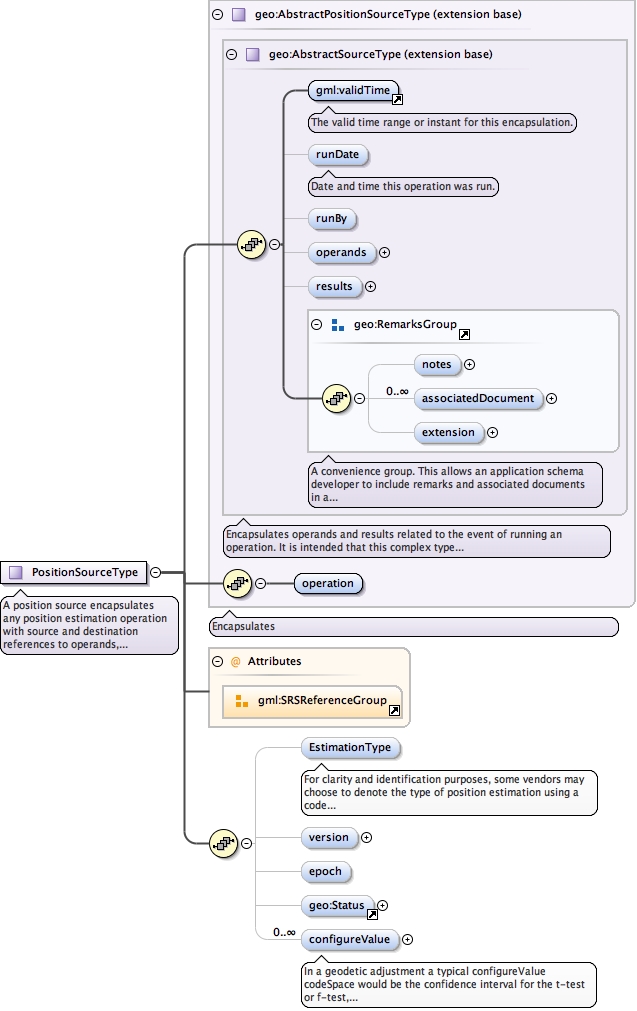 geo:AbstractPositionSourceType (extension base)
geo:AbstractSourceType (extension base)
gml:validTime
The valid time range or instant for this encapsulation.
runDate
Date and time this operation was run.
runBy
operands
results
geo:RemarksGroup
notes
0..∞
associatedDocument
extension
A convenience group. This allows an application schema
developer to include remarks and associated documents
in a...
Encapsulates operands and results related to the event of running an
operation. It is intended that this complex type...
PositionSourceType
A position source encapsulates
any position estimation operation
with source and destination
references to operands,...
operation
Encapsulates
@ Attributes
gml:SRSReferenceGroup
EstimationType
For clarity and identification purposes, some vendors may
choose to denote the type of position estimation using a
code...
version
epoch
geo:Status
0..∞
configureValue
In a geodetic adjustment a typical configureValue
codeSpace would be the confidence interval for the t-test
or f-test,...